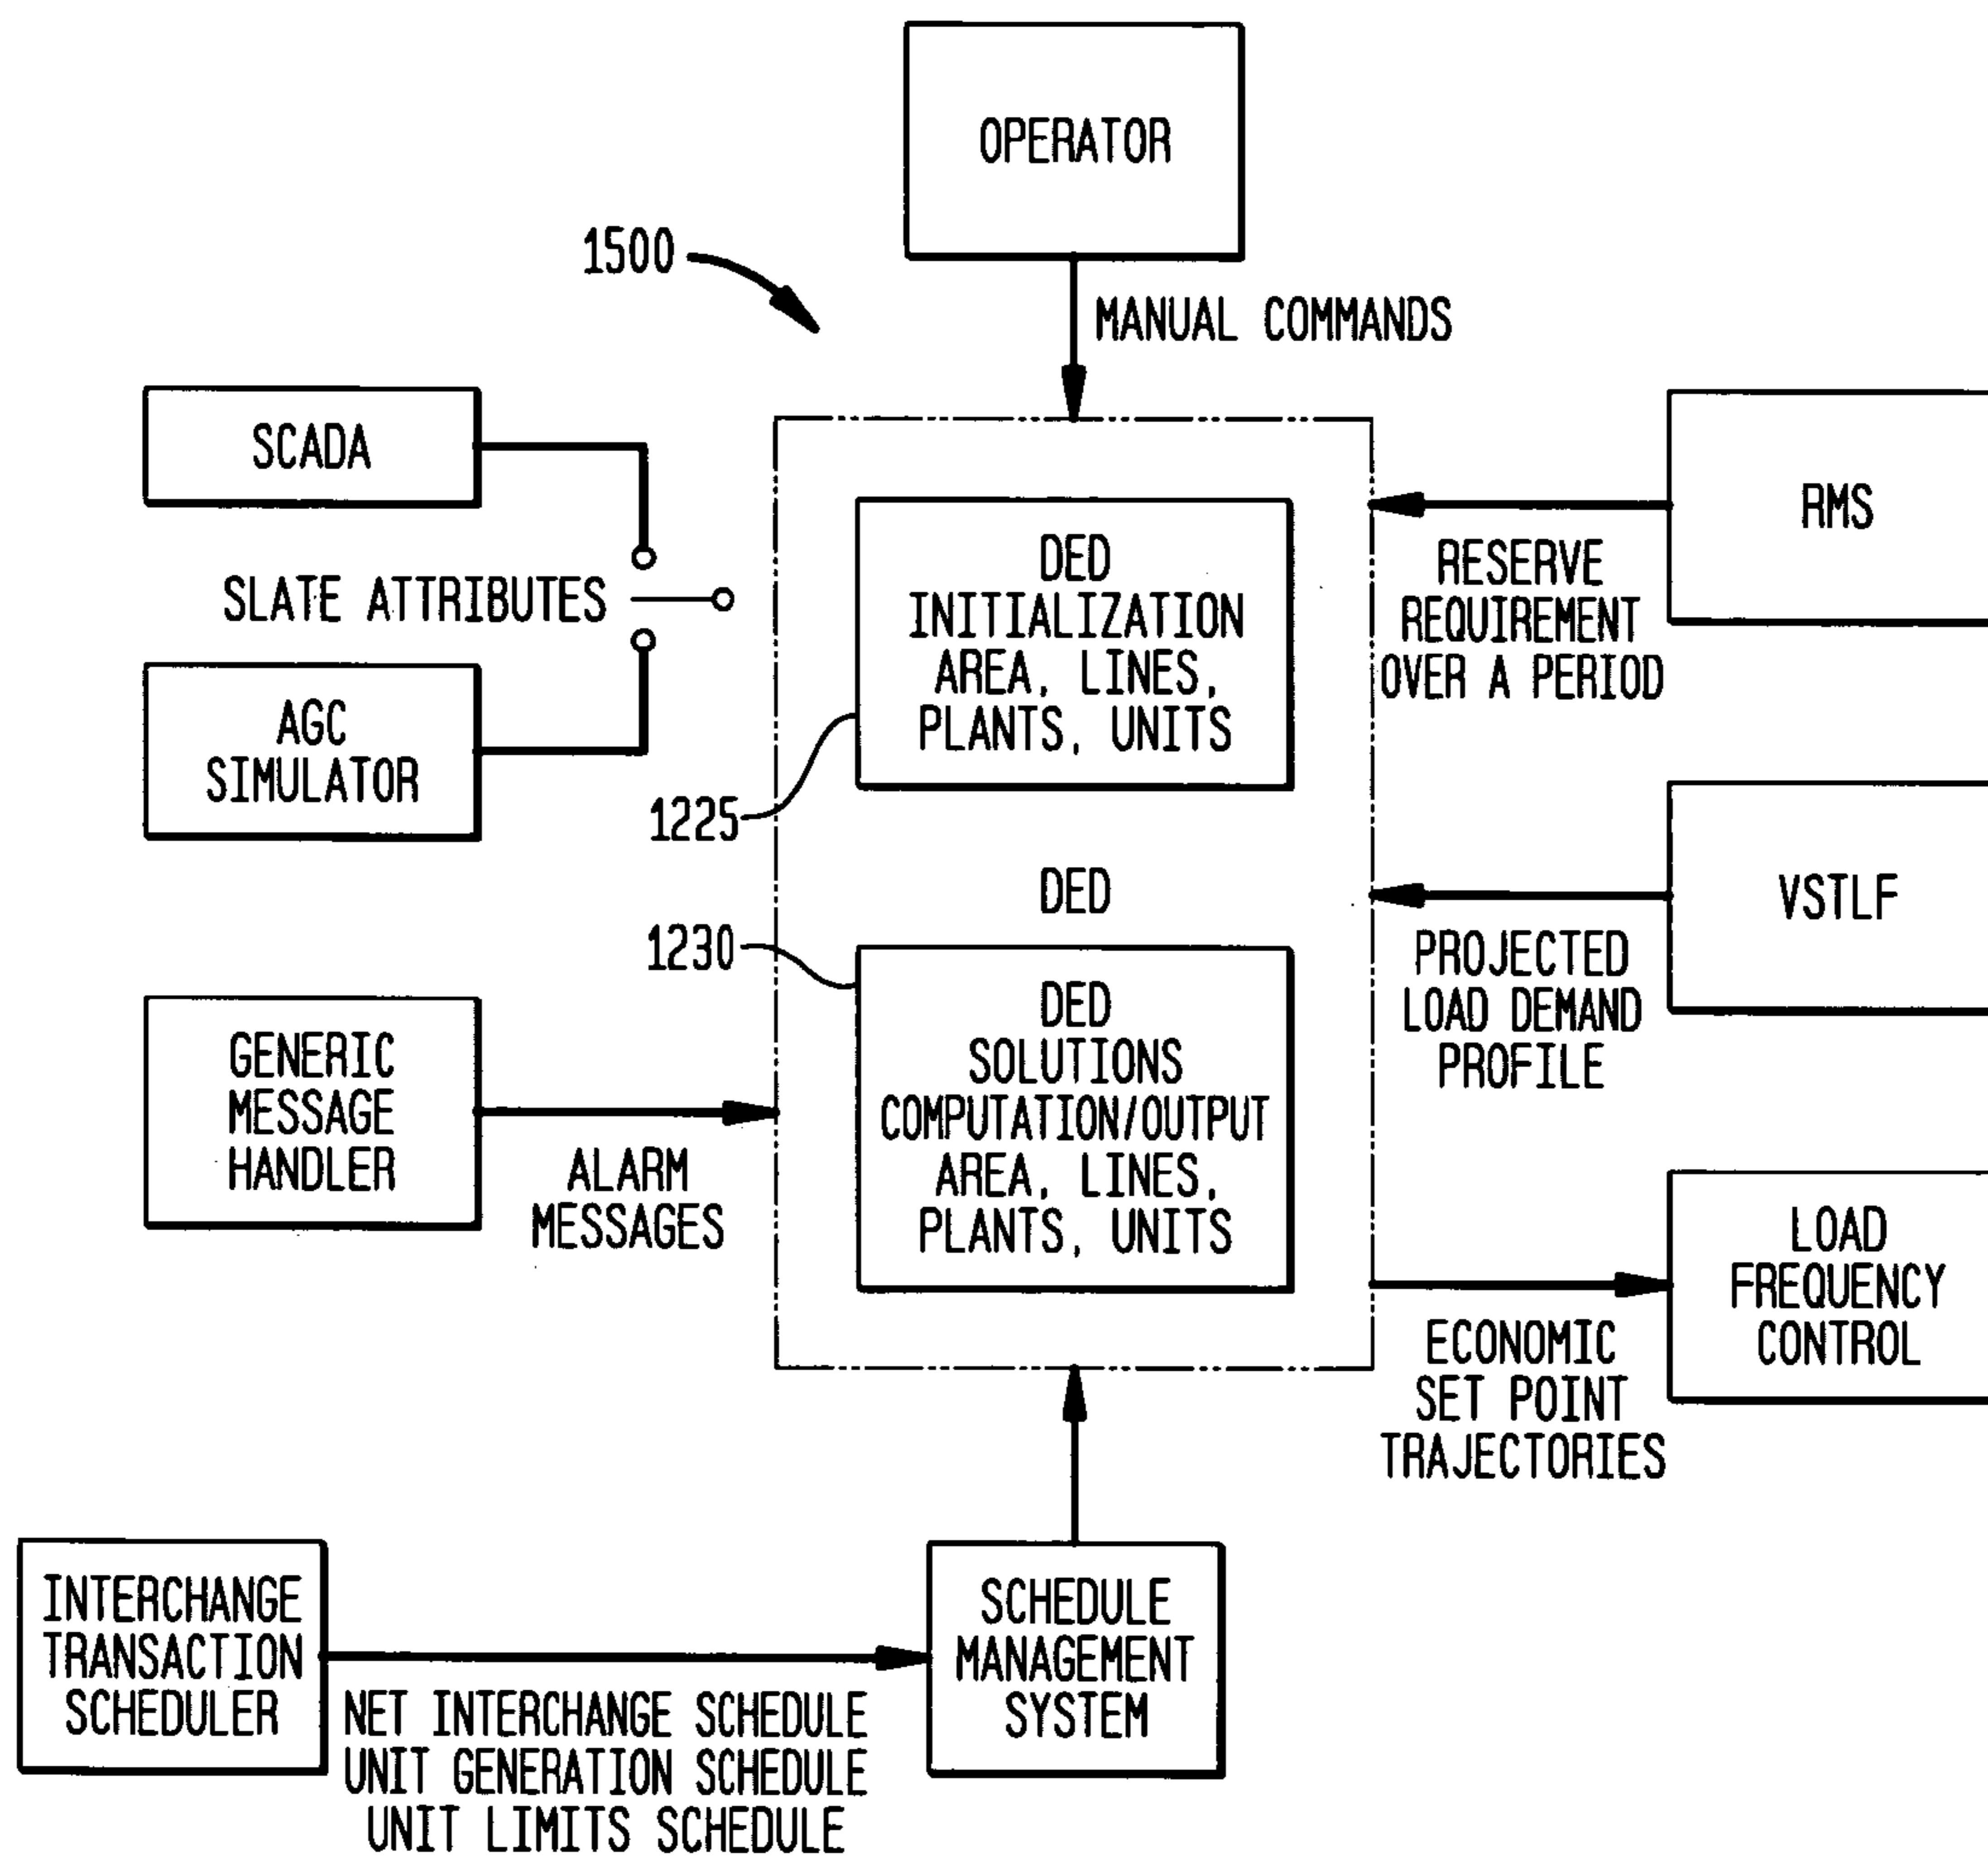 OPERATOR
1500
MANUAL COMMANDS
SCADA
SLATE ATTRIBUTES
AGC
SIMULATOR
DED
INITIALIZATION
AREA, LINES,
PLANTS, UNITS
1225
RMS
RESERVE
REQUIREMENT
OVER A PERIOD
DED
1230
DED
SOLUTIONS
COMPUTATION/OUTPUT
AREA, LINES,
PLANTS, UNITS
VSTLF
PROJECTED
LOAD DEMAND
PROFILE
GENERIC
MESSAGE
HANDLER
ALARM
MESSAGES
LOAD
FREQUENCY
CONTROL
ECONOMIC
SET POINT
TRAJECTORIES
INTERCHANGE
TRANSACTION
SCHEDULER
NET INTERCHANGE SCHEDULE
UNIT GENERATION SCHEDULE
UNIT LIMITS SCHEDULE
SCHEDULE
MANAGEMENT
SYSTEM